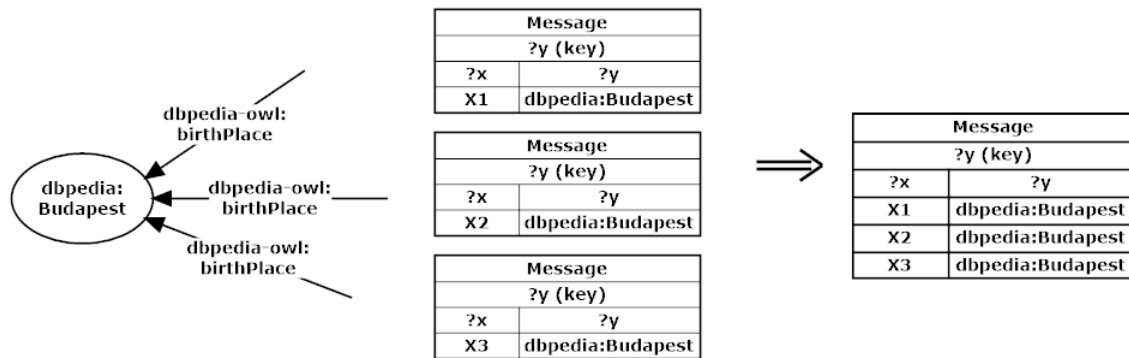 dbpedia-owl:
birthPlace
dbpedia:
Budapest
dbpedia-owl:
birthPlace
dbpedia-owl:
birthPlace
Message
?y (key)
?x ?y
X1 dbpedia:Budapest
Message
?y (key)
?x ?y
X2 dbpedia:Budapest
Message
?y (key)
?x ?y
X3 dbpedia:Budapest
Message
?y (key)
?x ?y
X1 dbpedia:Budapest
X2 dbpedia:Budapest
X3 dbpedia:Budapest